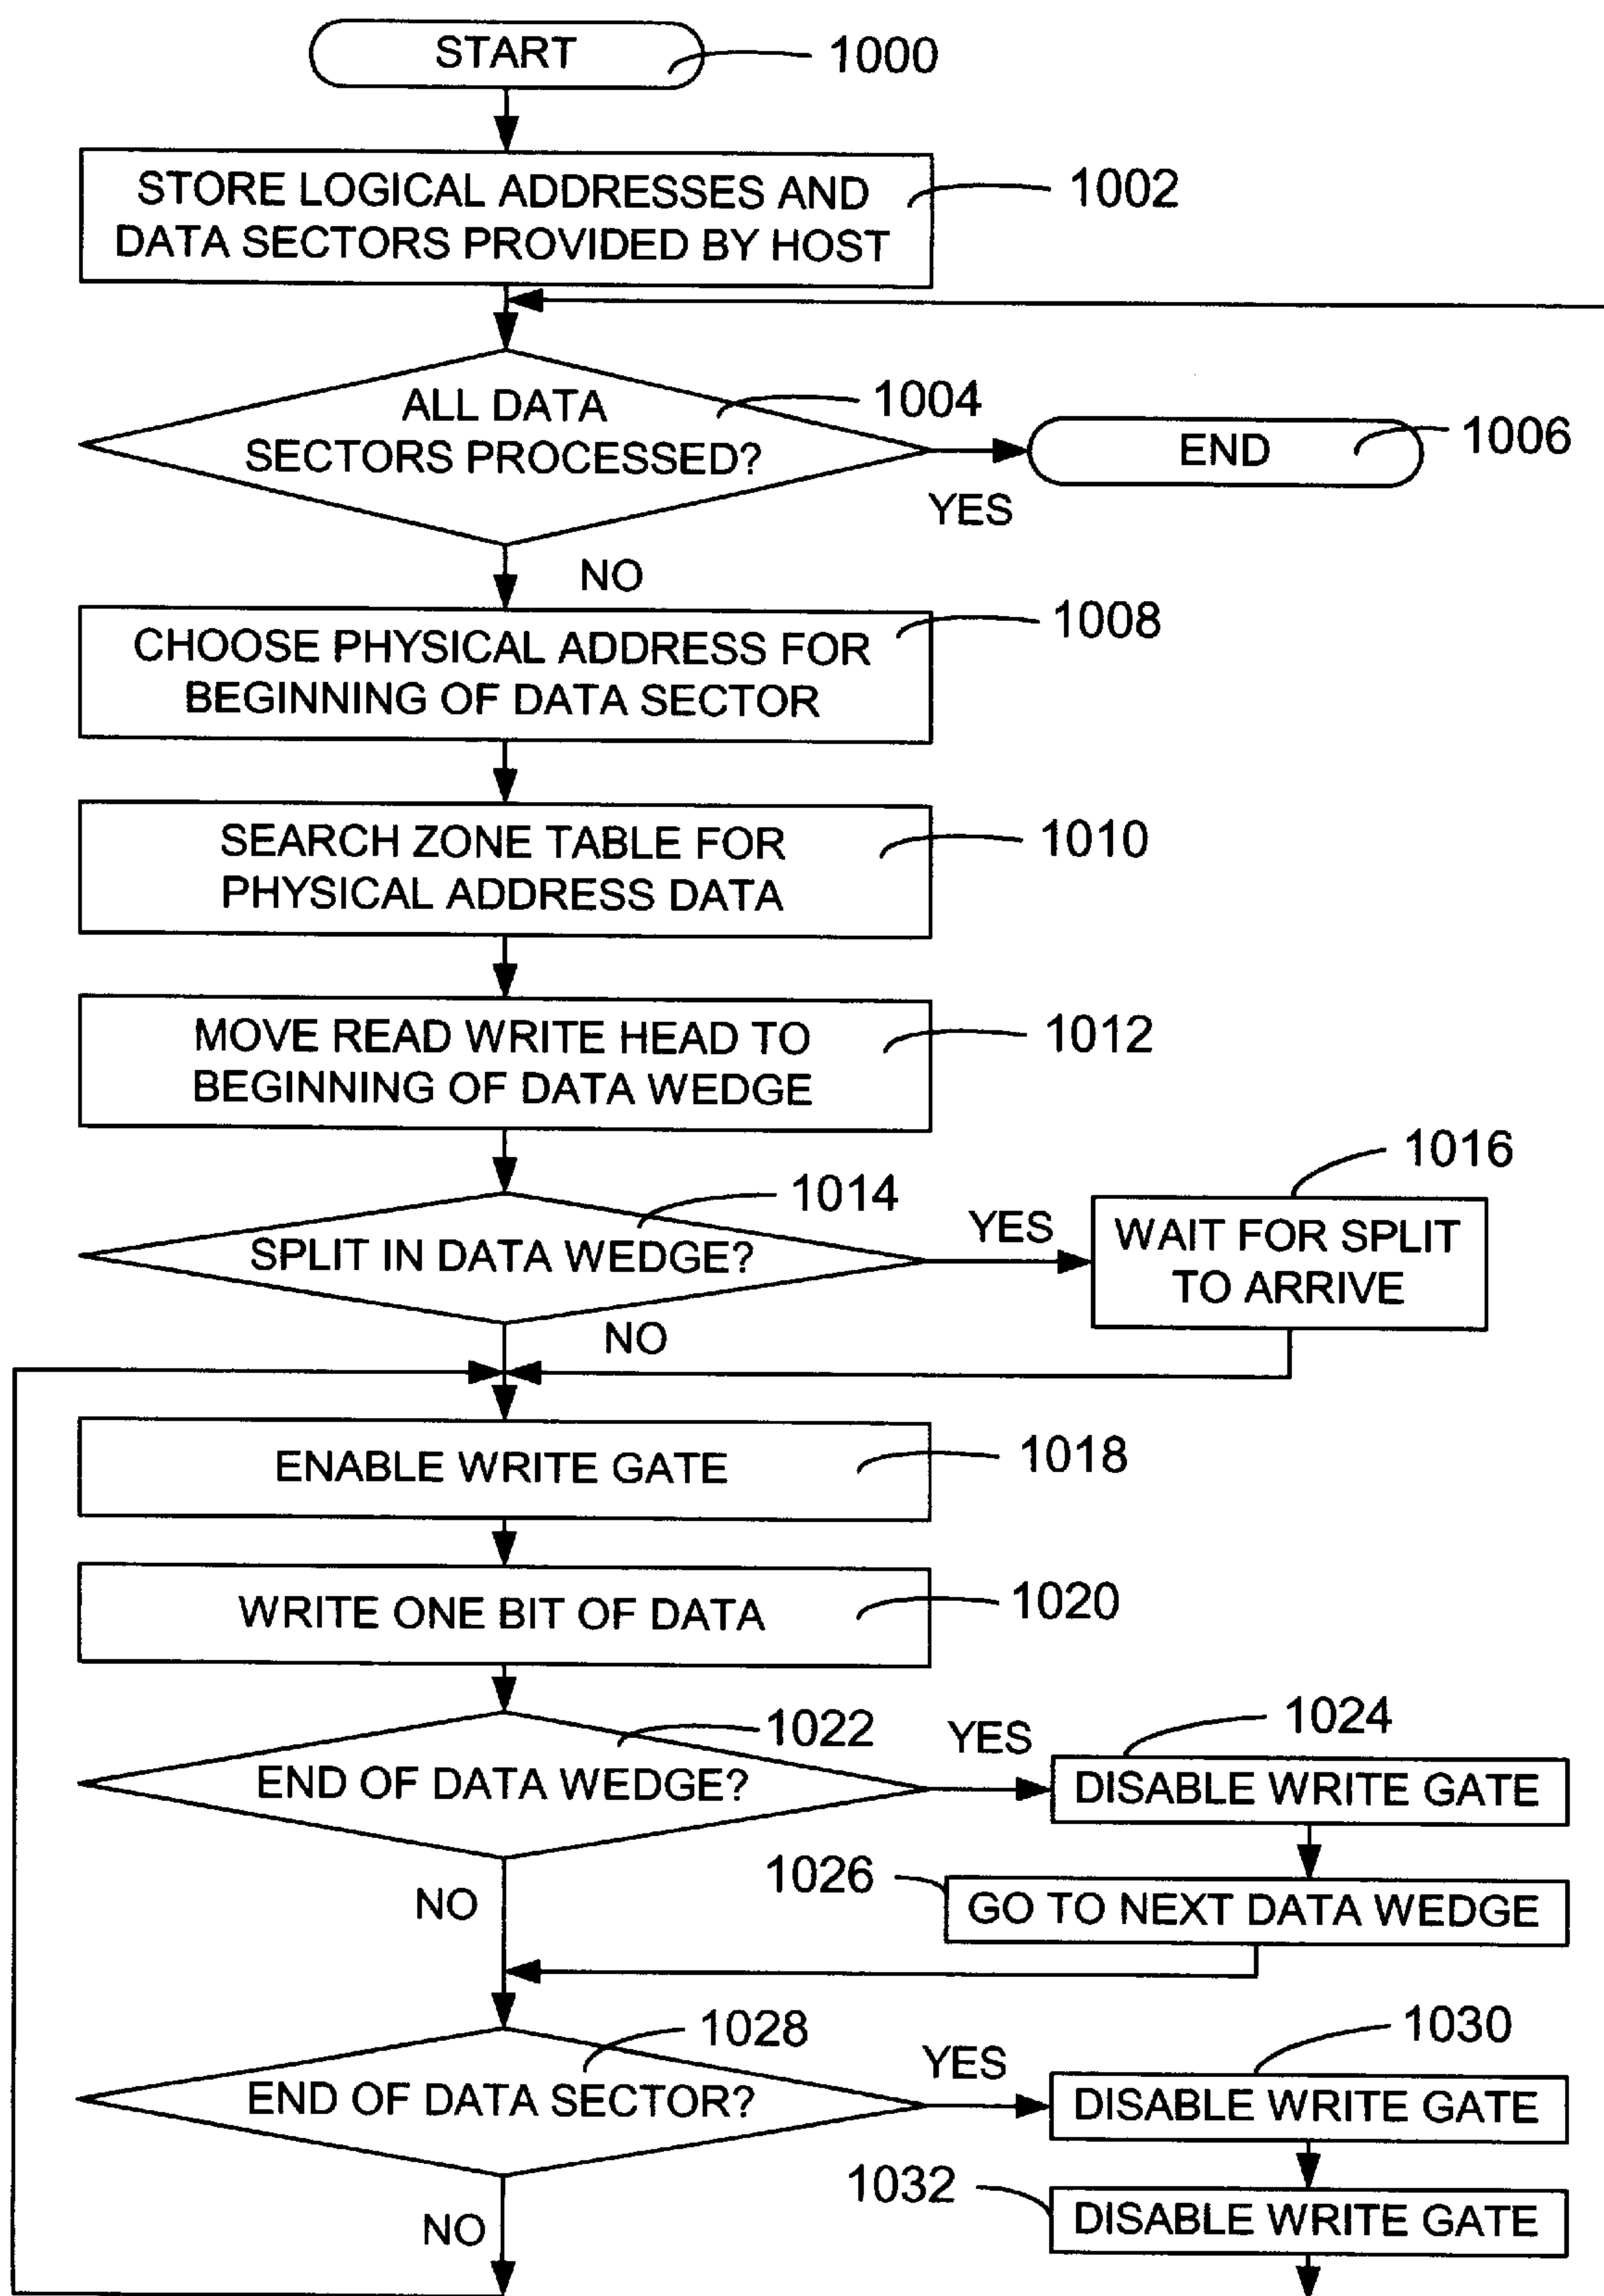 START
1000
STORE LOGICAL ADDRESSES AND
DATA SECTORS PROVIDED BY HOST
1002
ALL DATA
SECTORS PROCESSED?
1004
YES
END
1006
NO
CHOOSE PHYSICAL ADDRESS FOR
BEGINNING OF DATA SECTOR
1008
SEARCH ZONE TABLE FOR
PHYSICAL ADDRESS DATA
1010
MOVE READ WRITE HEAD TO
BEGINNING OF DATA WEDGE
1012
SPLIT IN DATA WEDGE?
1014
YES
WAIT FOR SPLIT
TO ARRIVE
1016
NO
ENABLE WRITE GATE
1018
WRITE ONE BIT OF DATA
1020
END OF DATA WEDGE?
1022
YES
DISABLE WRITE GATE
1024
GO TO NEXT DATA WEDGE
1026
NO
END OF DATA SECTOR?
1028
YES
DISABLE WRITE GATE
1030
DISABLE WRITE GATE
1032
NO